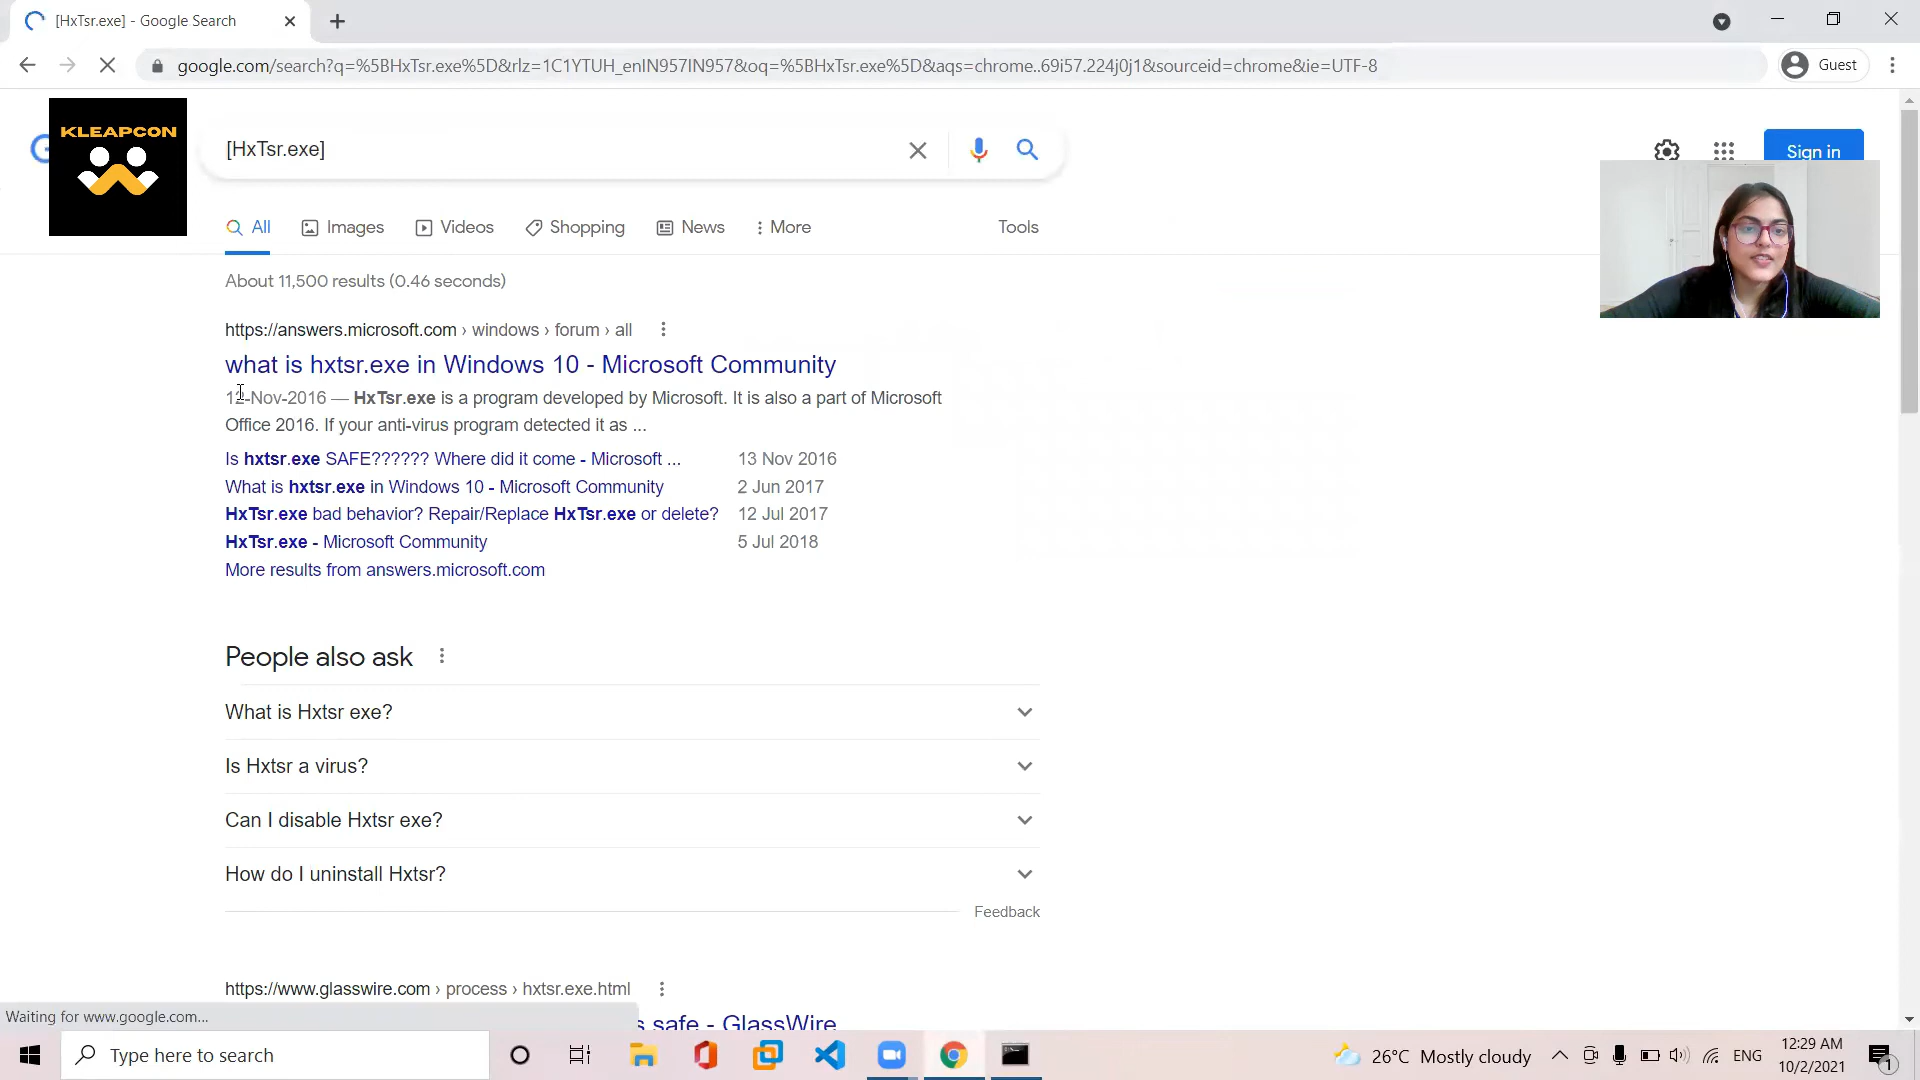 [HxTsr.exe] - Google Search
google.com/search?q=%5BHxTsr.exe%5D&rlz=1C1YTUH_enIN957IN957&oq=%5BHxTsr.exe%5D&aqs=chrome..69i57.224j0j1&sourceid=chrome&ie=UTF-8
Guest
KLEAPCON
[HxTsr.exe]
Sign in
All
Images
Videos
Shopping
News
More
Tools
About 11,500 results (0.46 seconds)
https://answers.microsoft.com › windows › forum › all
what is hxtsr.exe in Windows 10 - Microsoft Community
12-Nov-2016 — HxTsr.exe is a program developed by Microsoft. It is also a part of Microsoft
Office 2016. If your anti-virus program detected it as ...
Is hxtsr.exe SAFE?????? Where did it come - Microsoft ... 13 Nov 2016
What is hxtsr.exe in Windows 10 - Microsoft Community 2 Jun 2017
HxTsr.exe bad behavior? Repair/Replace HxTsr.exe or delete? 12 Jul 2017
HxTsr.exe - Microsoft Community 5 Jul 2018
More results from answers.microsoft.com
People also ask
What is Hxtsr exe?
Is Hxtsr a virus?
Can I disable Hxtsr exe?
How do I uninstall Hxtsr?
Feedback
https://www.glasswire.com › process › hxtsr.exe.html
s safe - GlassWire
Waiting for www.google.com...
Type here to search
26°C Mostly cloudy
ENG
12:29 AM
10/2/2021
1